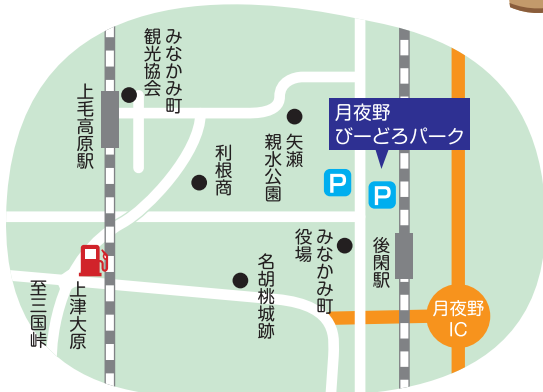 みなかみ町
観光協会
上毛高原駅
矢瀬
親水公園
利根商
月夜野
びーどろパーク
P
P
みなかみ町
役場
後閑駅
名胡桃城跡
上津大原
至三国峠
月夜野
IC